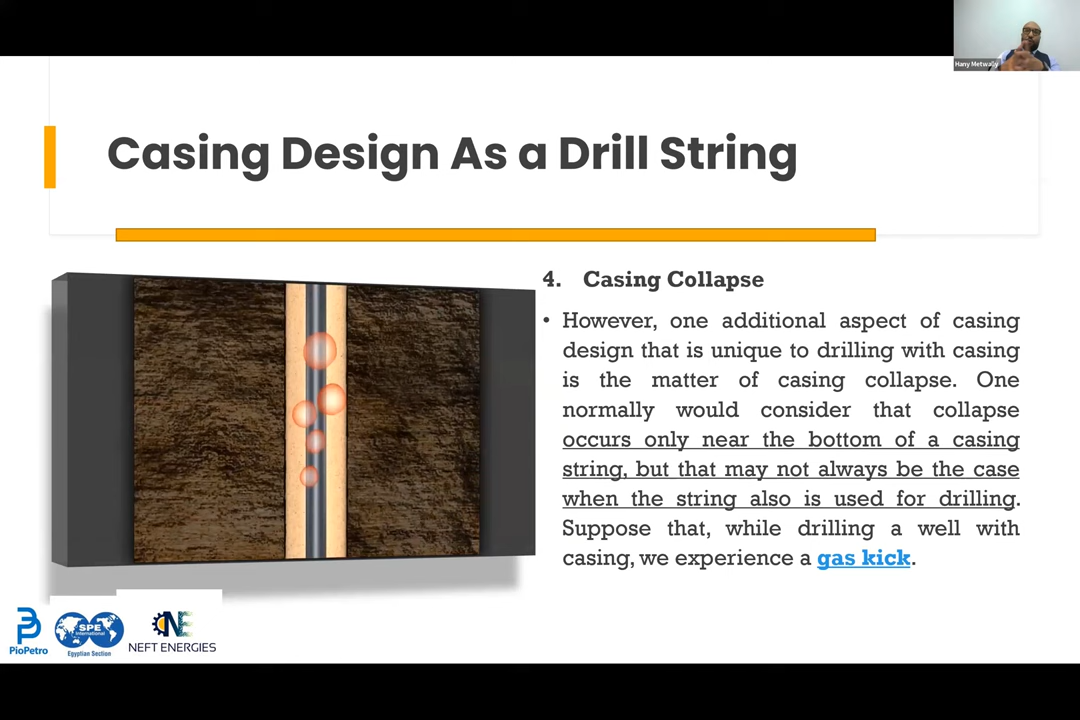 Hany Metwally
Casing Design As a Drill String
4. Casing Collapse
• However, one additional aspect of casing
design that is unique to drilling with casing
is the matter of casing collapse. One
normally would consider that collapse
occurs only near the bottom of a casing
string, but that may not always be the case
when the string also is used for drilling.
Suppose that, while drilling a well with
casing, we experience a gas kick.
PioPetro
SPE
International
Egyptian Section
NE
NEFT ENERGIES